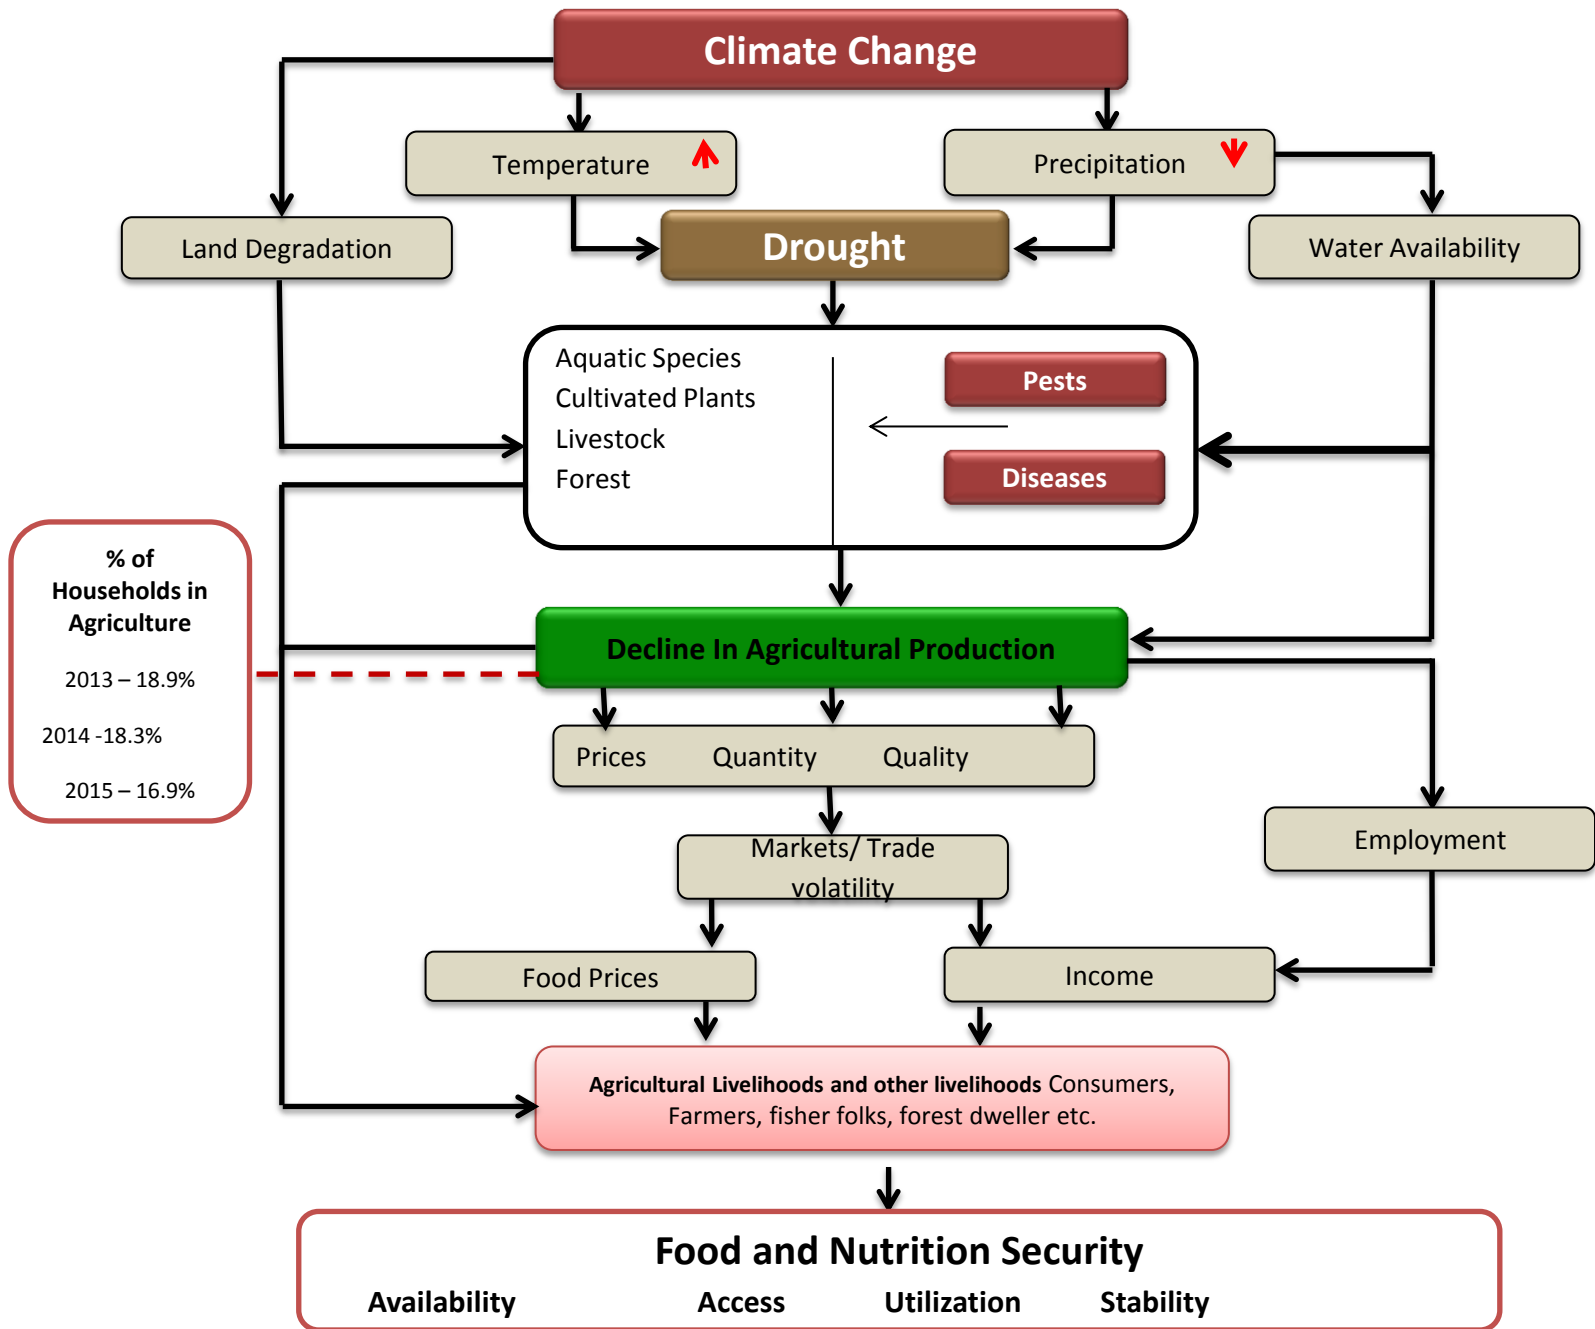 Climate Change
Temperature
Precipitation
Land Degradation
Drought
Water Availability
Aquatic Species
Cultivated Plants
Livestock
Forest
Pests
Diseases
% of
Households in
Agriculture
2013 – 18.9%
2014 -18.3%
2015 – 16.9%
Decline In Agricultural Production
Prices Quantity Quality
Markets/ Trade
volatility
Employment
Food Prices
Income
Agricultural Livelihoods and other livelihoods Consumers,
Farmers, fisher folks, forest dweller etc.
Food and Nutrition Security
Availability Access Utilization Stability